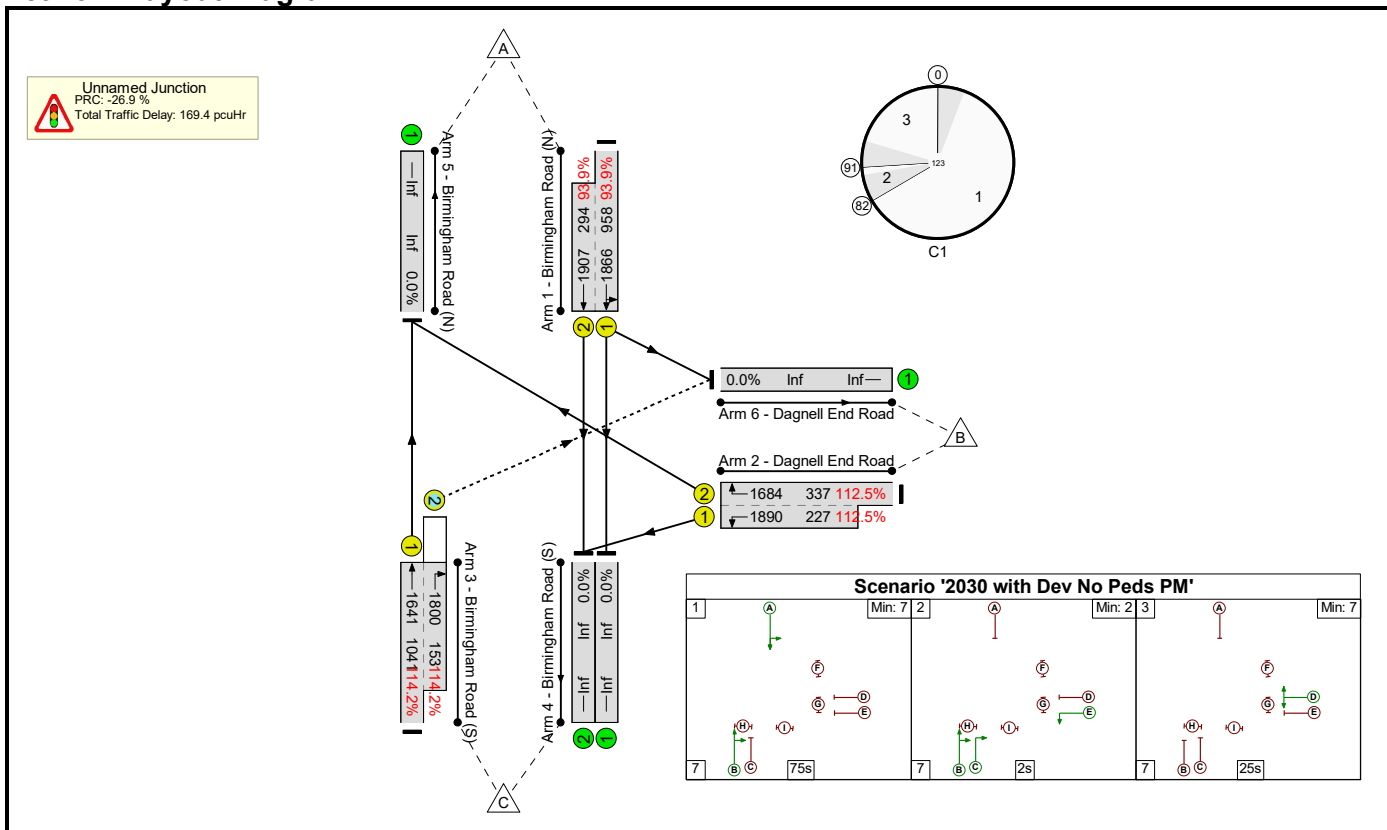 Unnamed Junction
PRC: -26.9 %
Total Traffic Delay: 169.4 pcuHr
A
0
3
91
2
82
123
1
C1
1
Arm 5 - Birmingham Road (N)
Inf Inf 0.0%
Arm 1 - Birmingham Road (N)
1907 294 93.9%
1866 958 93.9%
2
1
0.0% Inf Inf
1
Arm 6 - Dagnell End Road
B
Arm 2 - Dagnell End Road
2
1684 337 112.5%
1
1890 227 112.5%
2
1
1641 1041 114.2%
1800 153 114.2%
Arm 3 - Birmingham Road (S)
Arm 4 - Birmingham Road (S)
Inf Inf 0.0%
Inf Inf 0.0%
2
1
C
Scenario '2030 with Dev No Peds PM'
1 A Min: 7
F
G
D
E
H
I
B
C
7 75s
2 A Min: 2
F
G
D
E
H
I
B
C
7 2s
3 A Min: 7
F
G
D
E
H
I
B
C
7 25s